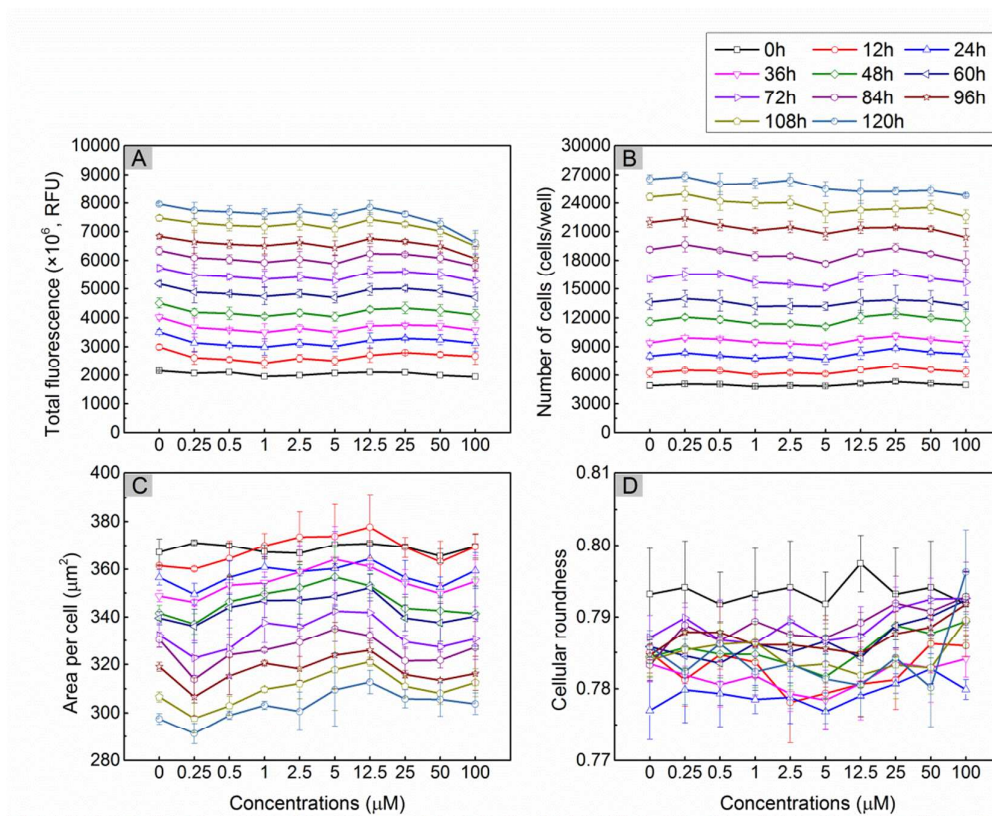 0h 12h 24h
36h 48h 60h
72h 84h 96h
108h 120h
A
Total fluorescence (×10⁶, RFU)
10000
9000
8000
7000
6000
5000
4000
3000
2000
1000
0
0 0.25 0.5 1 2.5 5 12.5 25 50 100
B
Number of cells (cells/well)
30000
27000
24000
21000
18000
15000
12000
9000
6000
3000
0
0 0.25 0.5 1 2.5 5 12.5 25 50 100
C
Area per cell (μm²)
400
380
360
340
320
300
280
0 0.25 0.5 1 2.5 5 12.5 25 50 100
Concentrations (μM)
D
Cellular roundness
0.81
0.80
0.79
0.78
0.77
0 0.25 0.5 1 2.5 5 12.5 25 50 100
Concentrations (μM)